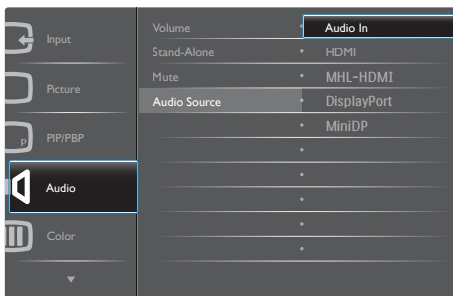 Input
Picture
P
PIP/PBP
Audio
Color
Volume
Stand-Alone
Mute
Audio Source
Audio In
HDMI
MHL-HDMI
DisplayPort
MiniDP